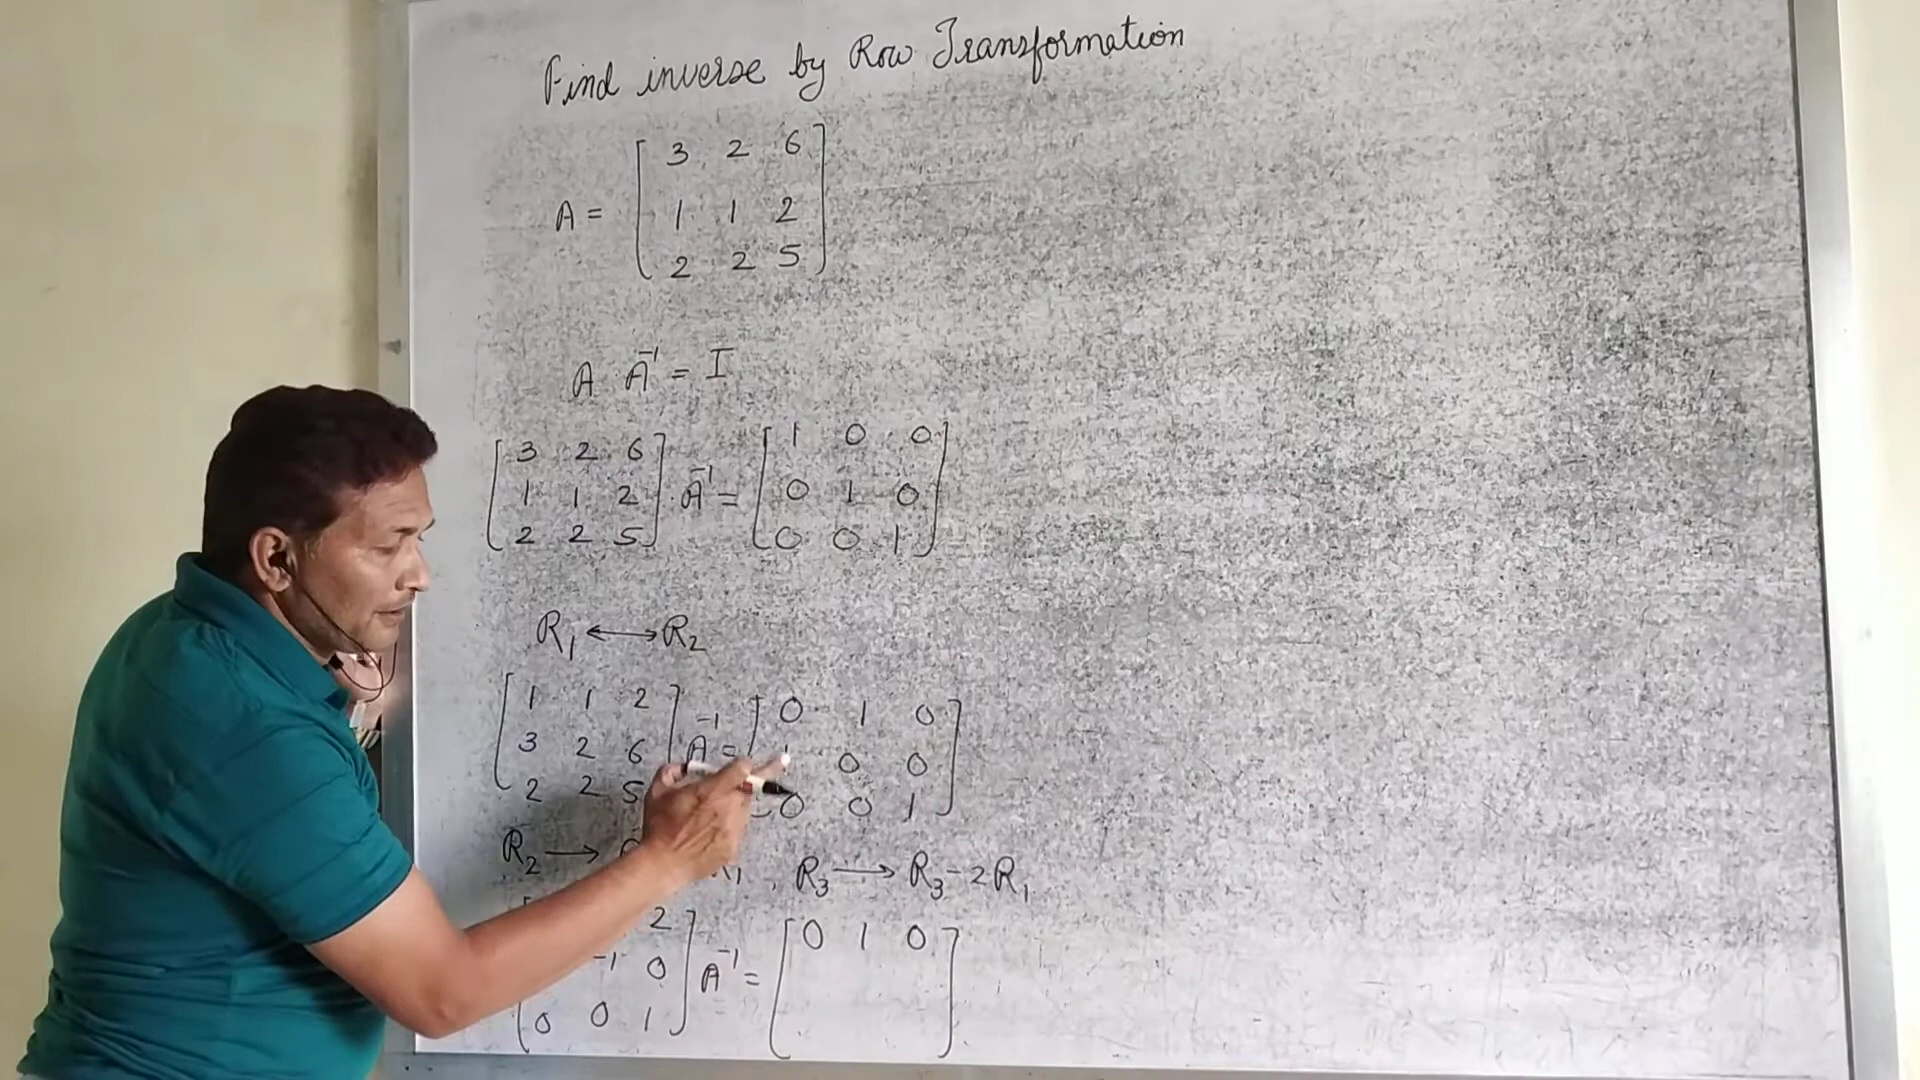 Find inverse by Row Transformation
3 2 6
A = 1 1 2
2 2 5
A A⁻¹ = I
3 2 6 1 0 0
1 1 2 . A⁻¹ = 0 1 0
2 2 5 0 0 1
R₁ ⟷ R₂
1 1 2 0 1 0
3 2 6 A⁻¹ = 0 0
2 2 5 0 0 1
R₂ ⟶ R₁ , R₃ ⟶ R₃ - 2R₁
2 0 1 0
-1 0 A⁻¹ =
0 0 1